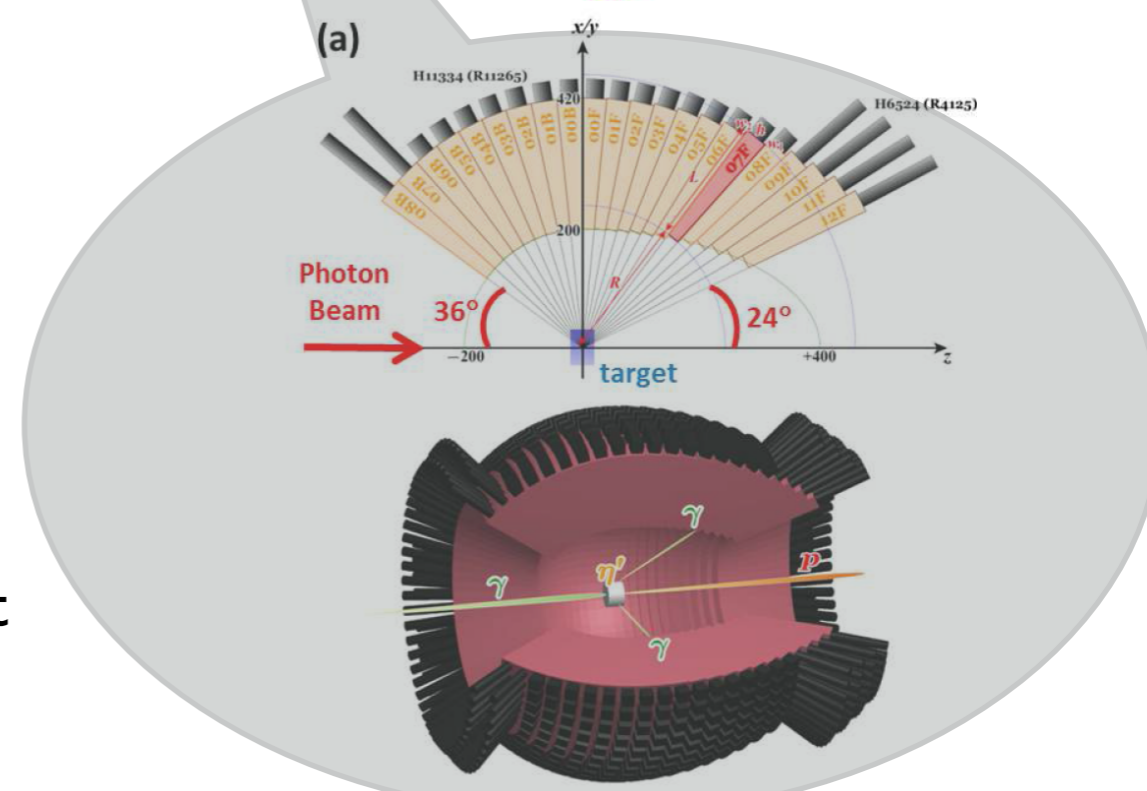 (a)
x/y
H11334 (R11265)
H6524 (R4125)
420
08B
07B
06B
05B
04B
03B
02B
01B
00B
00F
01F
02F
03F
04F
05F
06F
07F
08F
09F
10F
11F
12F
h
L
200
R
Photon
Beam
36°
24°
−200
+400
z
target
γ
η'
p
γ
γ
t